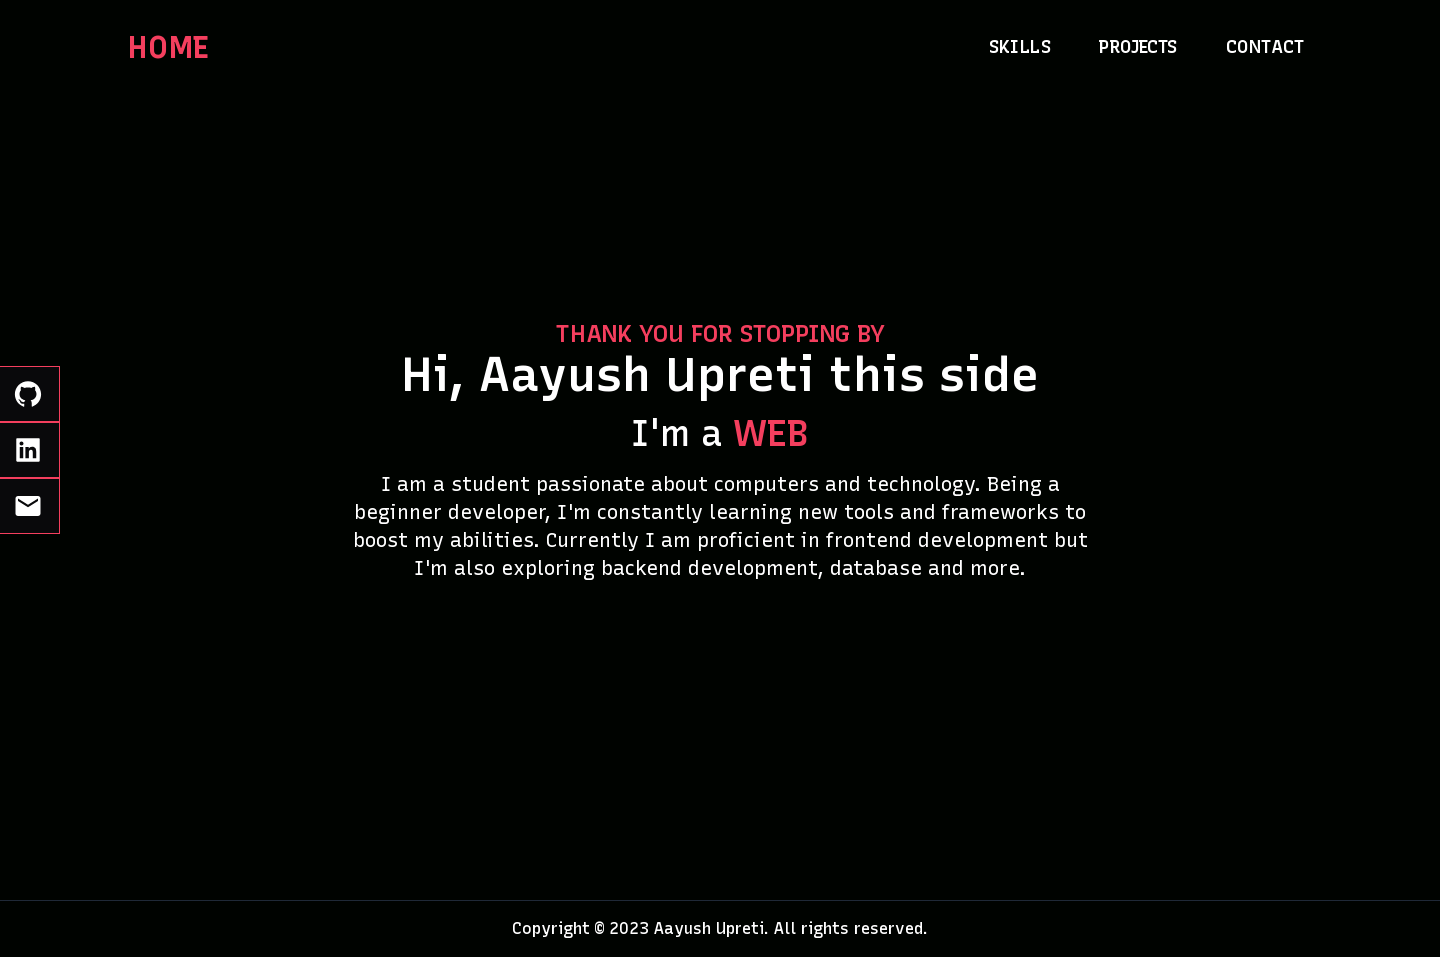 HOME
SKILLS
PROJECTS
CONTACT
THANK YOU FOR STOPPING BY
Hi, Aayush Upreti this side
I'm a WEB
I am a student passionate about computers and technology. Being a
beginner developer, I'm constantly learning new tools and frameworks to
boost my abilities. Currently I am proficient in frontend development but
I'm also exploring backend development, database and more.
in
Copyright © 2023 Aayush Upreti. All rights reserved.